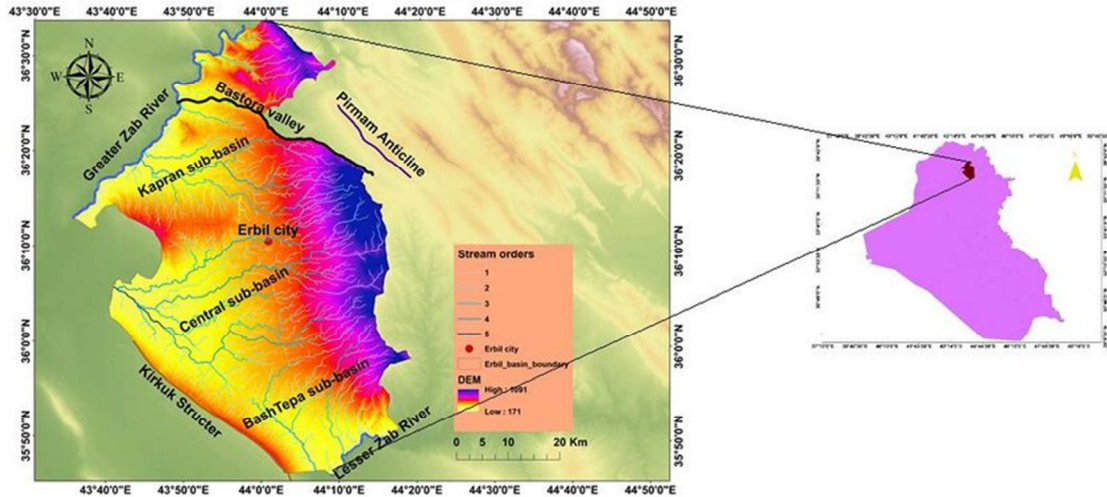 43°30'0"E 43°40'0"E 43°50'0"E 44°0'0"E 44°10'0"E 44°20'0"E 44°30'0"E 44°40'0"E 44°50'0"E
36°30'0"N
36°20'0"N
36°10'0"N
36°0'0"N
35°50'0"N
N
W E
S
Greater Zab River
Bastora valley
Pirmam Anticline
Kapran sub-basin
Erbil city
Central sub-basin
Kirkuk Structer
BashTepa sub-basin
Lesser Zab River
Stream orders
1
2
3
4
5
Erbil city
Erbil_basin_boundary
DEM
High : 1091
Low : 171
0 5 10 20 Km
36°30'0"N
36°20'0"N
36°10'0"N
36°0'0"N
35°50'0"N
43°40'0"E 43°50'0"E 44°0'0"E 44°10'0"E 44°20'0"E 44°30'0"E 44°40'0"E 44°50'0"E